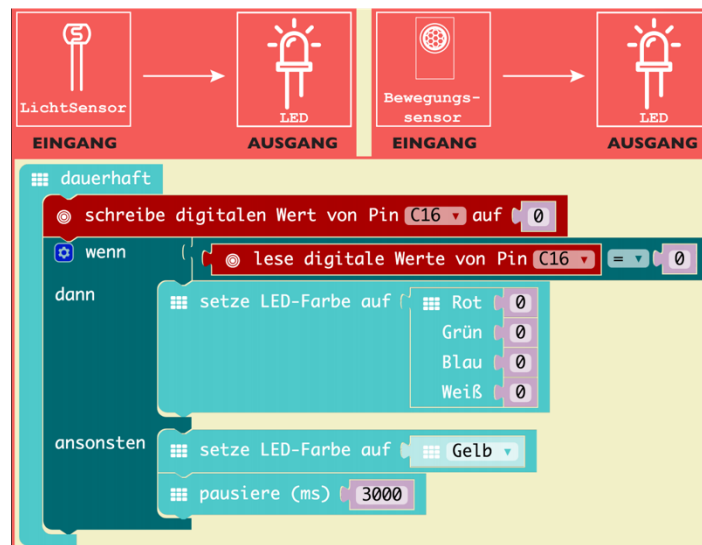 LichtSensor
LED
Bewegungs-
sensor
LED
EINGANG
AUSGANG
EINGANG
AUSGANG
dauerhaft
schreibe digitalen Wert von Pin C16 auf 0
wenn lese digitale Werte von Pin C16 = 0
dann setze LED-Farbe auf Rot 0
Grün 0
Blau 0
Weiß 0
ansonsten setze LED-Farbe auf Gelb
pausiere (ms) 3000